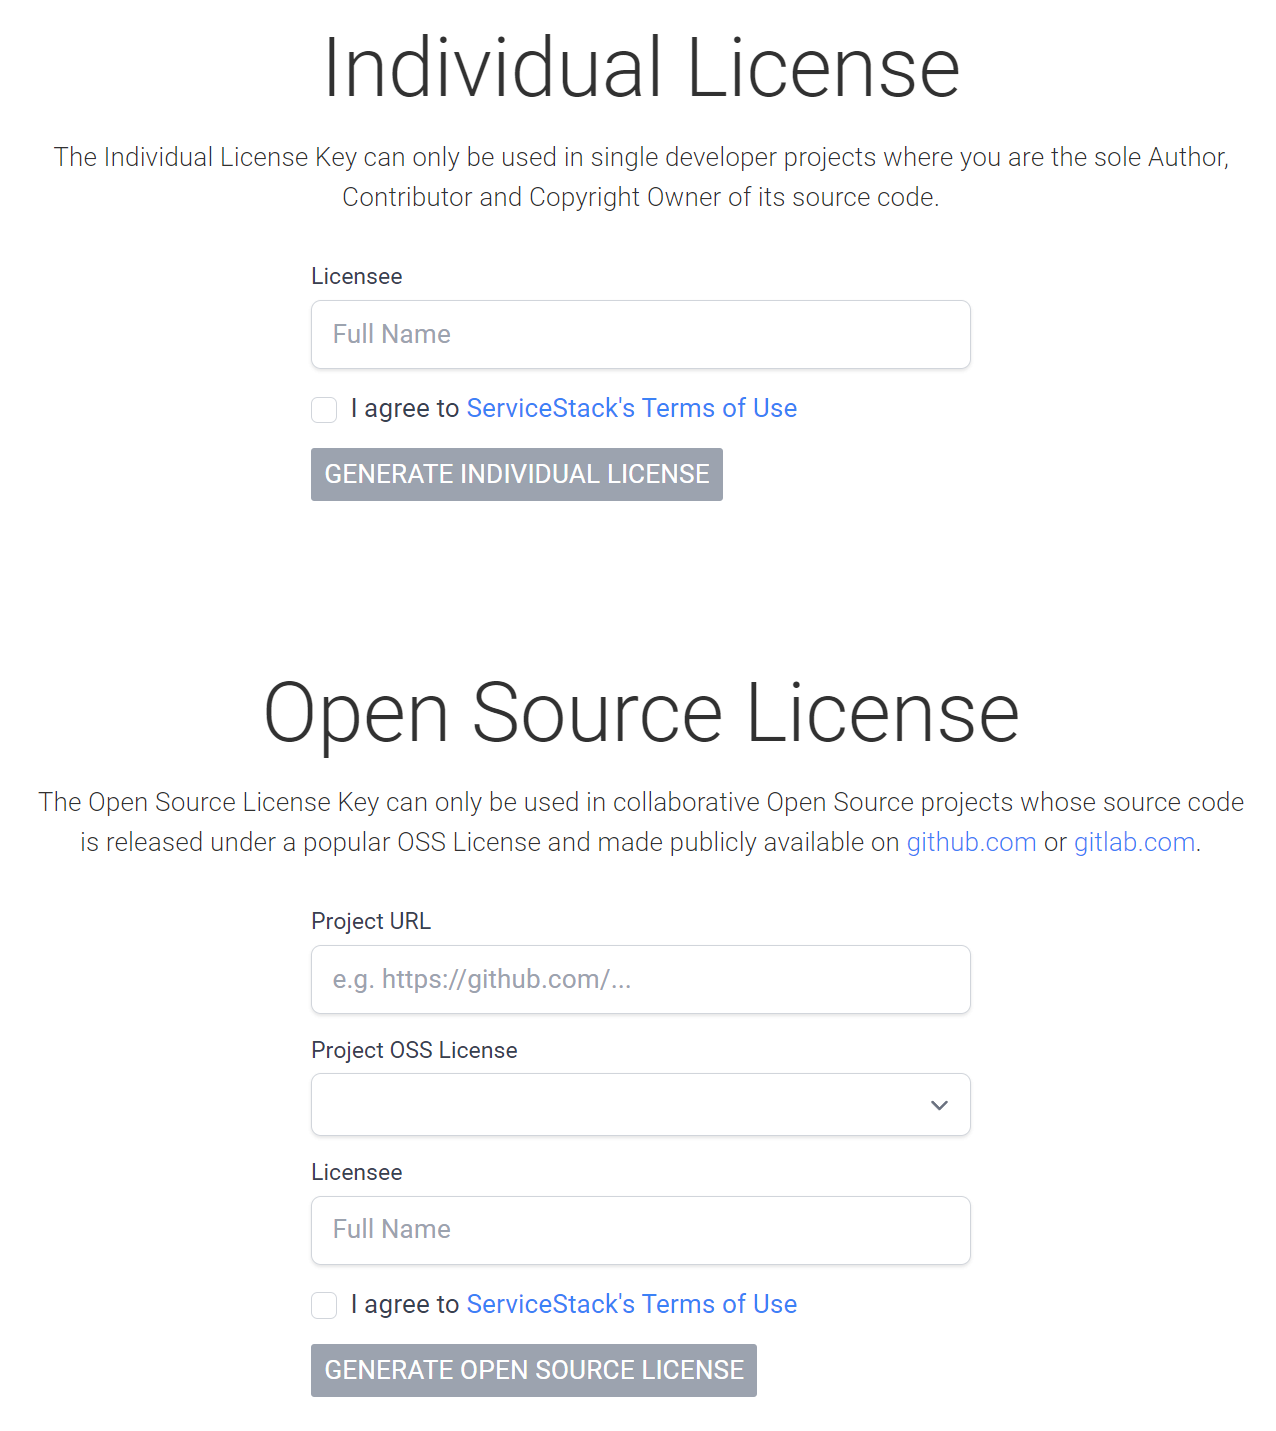 Individual License
The Individual License Key can only be used in single developer projects where you are the sole Author,
Contributor and Copyright Owner of its source code.
Licensee
Full Name
I agree to ServiceStack's Terms of Use
GENERATE INDIVIDUAL LICENSE
Open Source License
The Open Source License Key can only be used in collaborative Open Source projects whose source code
is released under a popular OSS License and made publicly available on github.com or gitlab.com.
Project URL
e.g. https://github.com/...
Project OSS License
Licensee
Full Name
I agree to ServiceStack's Terms of Use
GENERATE OPEN SOURCE LICENSE